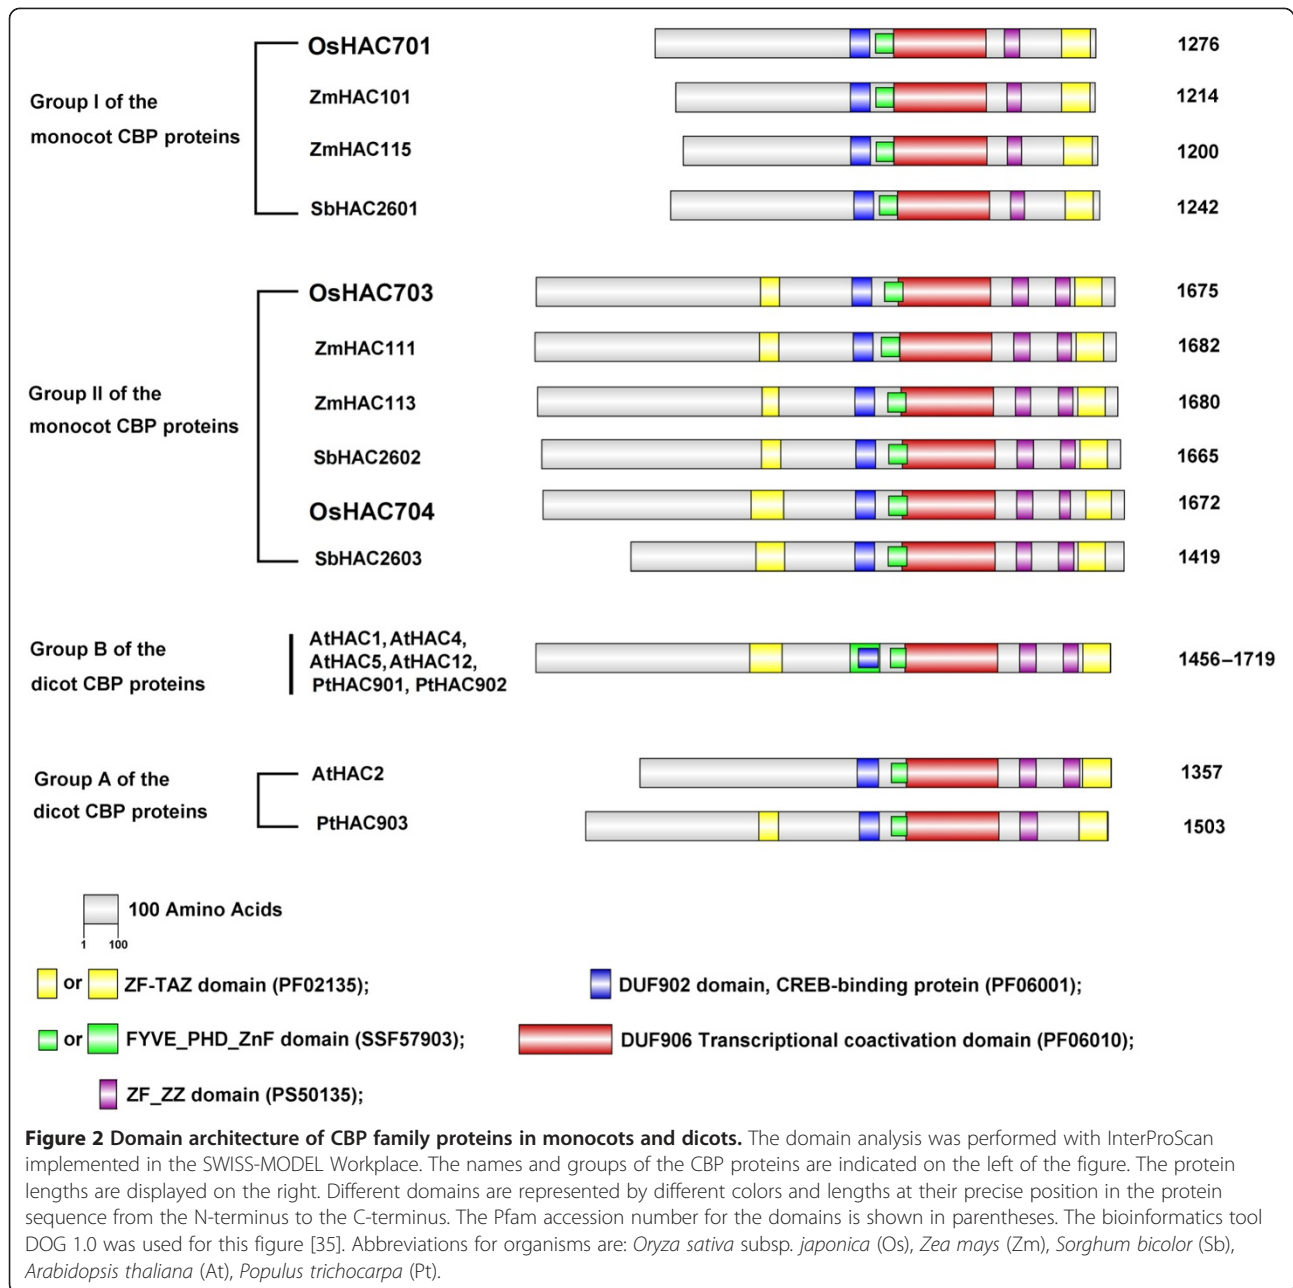 Group I of the
monocot CBP proteins
OsHAC701 1276
ZmHAC101 1214
ZmHAC115 1200
SbHAC2601 1242
Group II of the
monocot CBP proteins
OsHAC703 1675
ZmHAC111 1682
ZmHAC113 1680
SbHAC2602 1665
OsHAC704 1672
SbHAC2603 1419
Group B of the
dicot CBP proteins
AtHAC1, AtHAC4,
AtHAC5, AtHAC12,
PtHAC901, PtHAC902
1456–1719
Group A of the
dicot CBP proteins
AtHAC2 1357
PtHAC903 1503
100 Amino Acids
1 100
or ZF-TAZ domain (PF02135);
DUF902 domain, CREB-binding protein (PF06001);
or FYVE_PHD_ZnF domain (SSF57903);
DUF906 Transcriptional coactivation domain (PF06010);
ZF_ZZ domain (PS50135);
Figure 2 Domain architecture of CBP family proteins in monocots and dicots. The domain analysis was performed with InterProScan
implemented in the SWISS-MODEL Workplace. The names and groups of the CBP proteins are indicated on the left of the figure. The protein
lengths are displayed on the right. Different domains are represented by different colors and lengths at their precise position in the protein
sequence from the N-terminus to the C-terminus. The Pfam accession number for the domains is shown in parentheses. The bioinformatics tool
DOG 1.0 was used for this figure [35]. Abbreviations for organisms are: Oryza sativa subsp. japonica (Os), Zea mays (Zm), Sorghum bicolor (Sb),
Arabidopsis thaliana (At), Populus trichocarpa (Pt).